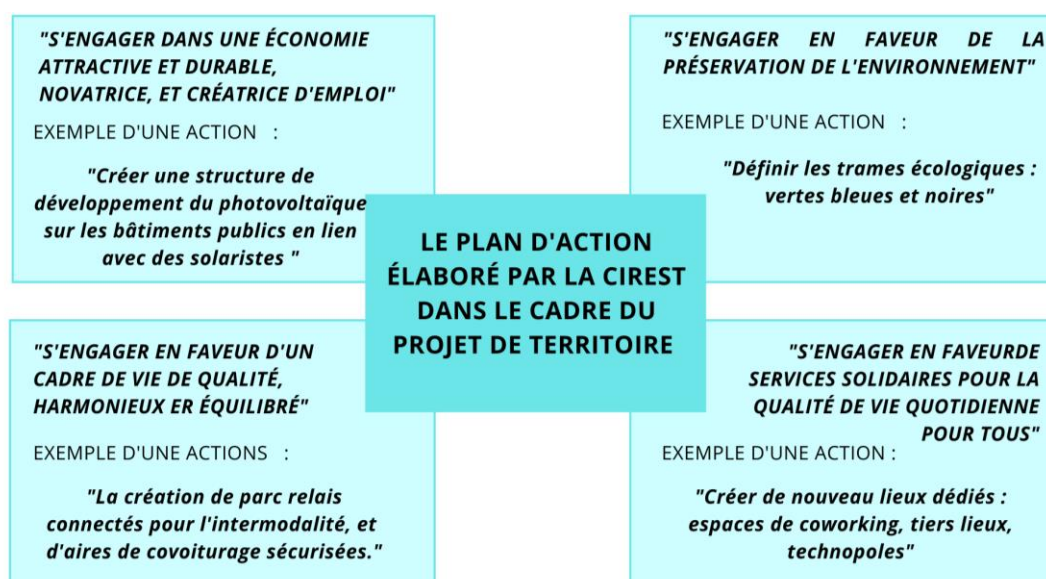 "S'ENGAGER DANS UNE ÉCONOMIE
ATTRACTIVE ET DURABLE,
NOVATRICE, ET CRÉATRICE D'EMPLOI"
EXEMPLE D'UNE ACTION :
"Créer une structure de
développement du photovoltaïque
sur les bâtiments publics en lien
avec des solaristes "
"S'ENGAGER EN FAVEUR DE LA
PRÉSERVATION DE L'ENVIRONNEMENT"
EXEMPLE D'UNE ACTION :
"Définir les trames écologiques :
vertes bleues et noires"
LE PLAN D'ACTION
ÉLABORÉ PAR LA CIREST
DANS LE CADRE DU
PROJET DE TERRITOIRE
"S'ENGAGER EN FAVEUR D'UN
CADRE DE VIE DE QUALITÉ,
HARMONIEUX ER ÉQUILIBRÉ"
EXEMPLE D'UNE ACTIONS :
"La création de parc relais
connectés pour l'intermodalité, et
d'aires de covoiturage sécurisées."
"S'ENGAGER EN FAVEURDE
SERVICES SOLIDAIRES POUR LA
QUALITÉ DE VIE QUOTIDIENNE
POUR TOUS"
EXEMPLE D'UNE ACTION :
"Créer de nouveau lieux dédiés :
espaces de coworking, tiers lieux,
technopoles"